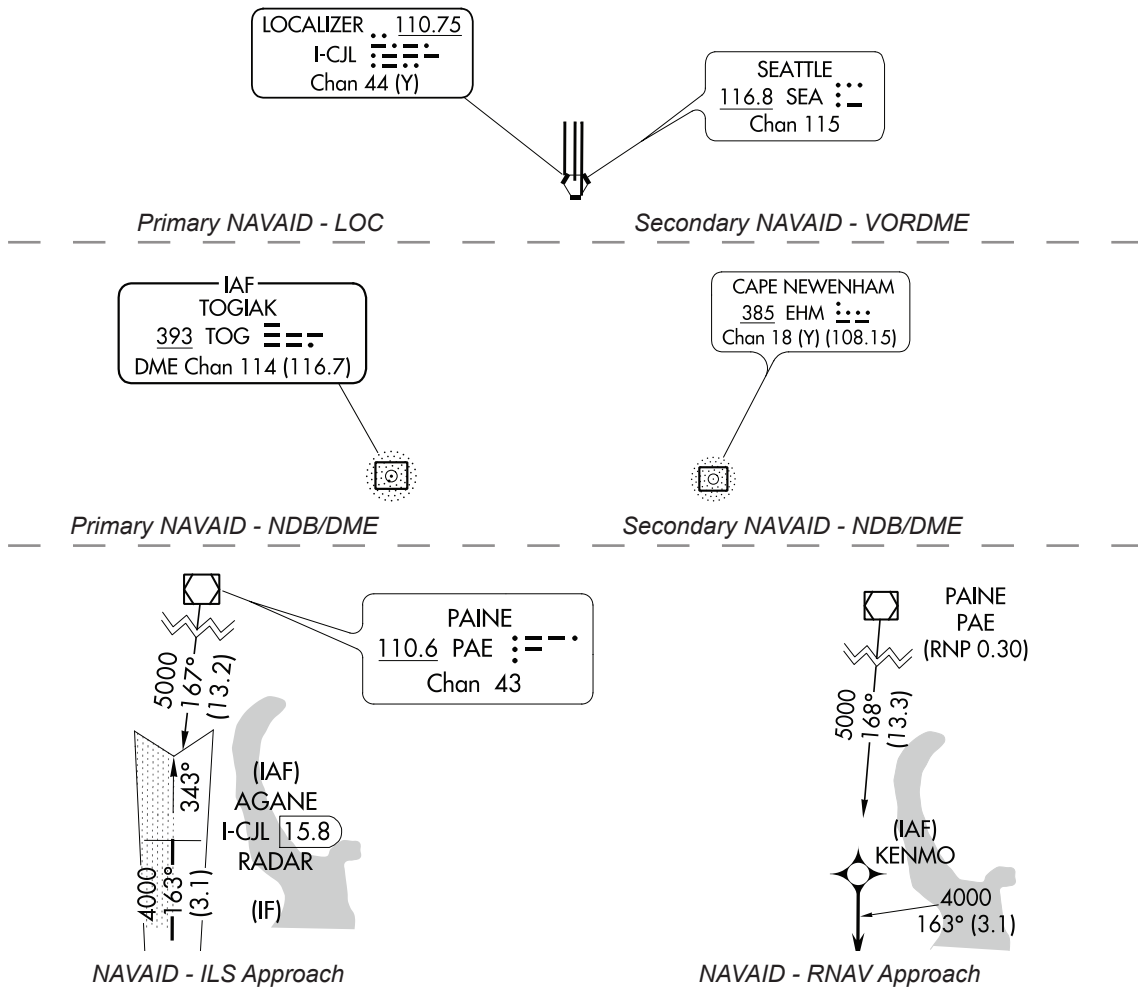 LOCALIZER 110.75
I-CJL
Chan 44 (Y)
SEATTLE
116.8 SEA
Chan 115
Primary NAVAID - LOC
Secondary NAVAID - VORDME
IAF
TOGIAK
393 TOG
DME Chan 114 (116.7)
CAPE NEWENHAM
385 EHM
Chan 18 (Y) (108.15)
Primary NAVAID - NDB/DME
Secondary NAVAID - NDB/DME
PAINE
110.6 PAE
Chan 43
5000
167°
(13.2)
343°
(IAF)
AGANE
I-CJL 15.8
RADAR
(IF)
4000
163°
(3.1)
NAVAID - ILS Approach
PAINE
PAE
(RNP 0.30)
5000
168°
(13.3)
(IAF)
KENMO
4000
163° (3.1)
NAVAID - RNAV Approach